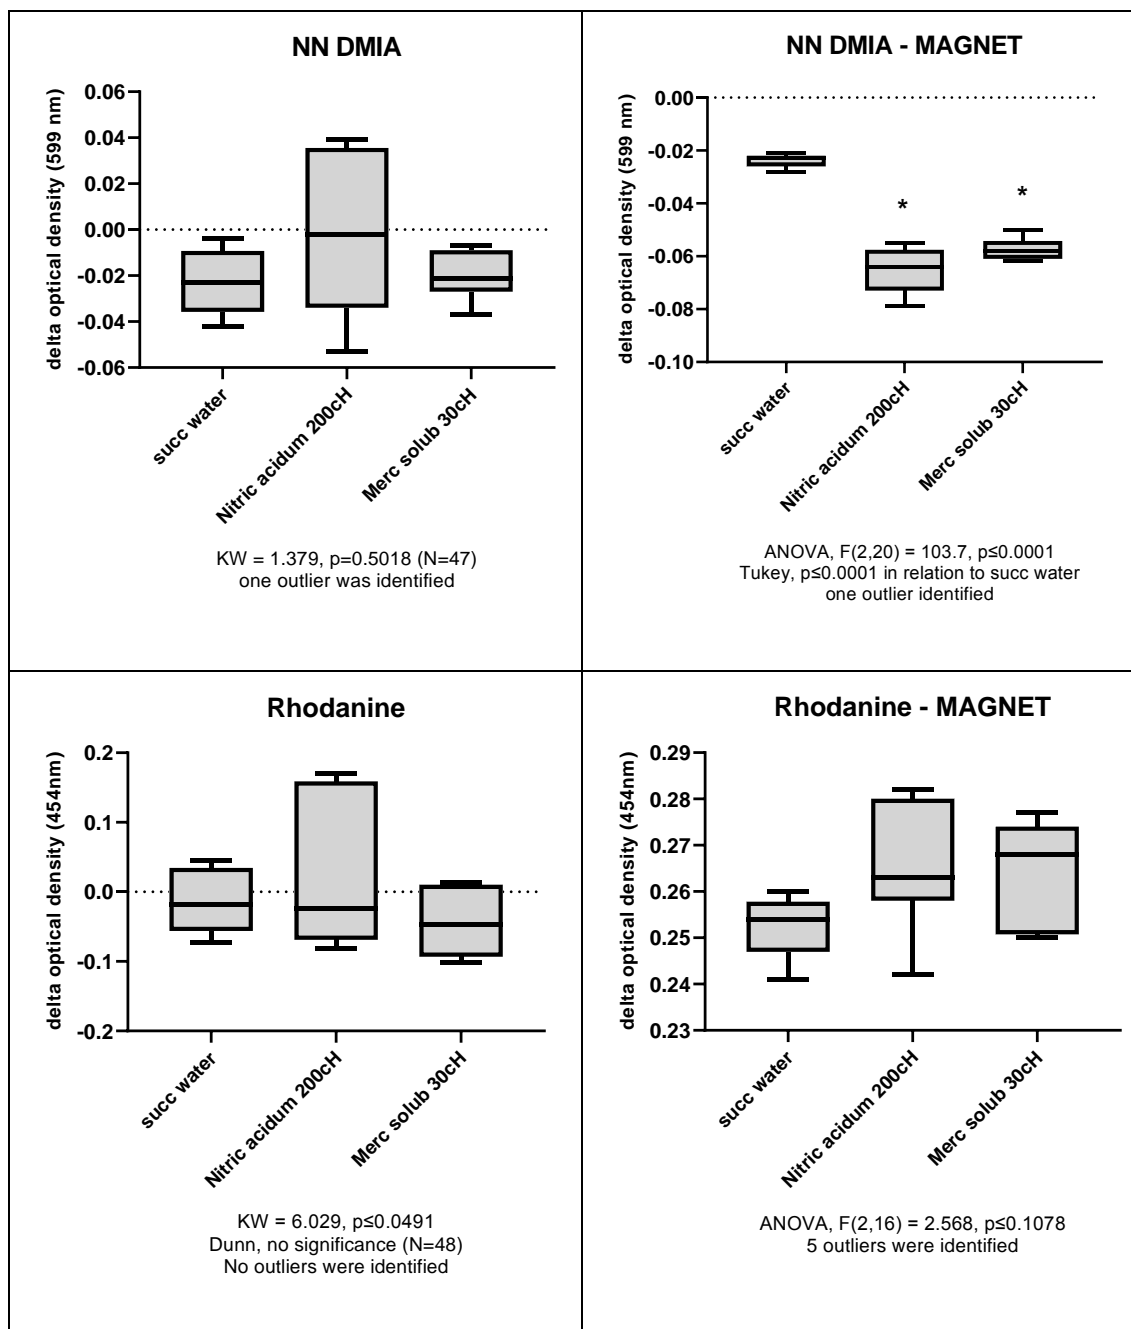 NN DMIA
delta optical density (599 nm)
0.06
0.04
0.02
0.00
-0.02
-0.04
-0.06
succ water
Nitric acidum 200cH
Merc solub 30cH
KW = 1.379, p=0.5018 (N=47)
one outlier was identified
NN DMIA - MAGNET
delta optical density (599 nm)
0.00
-0.02
-0.04
-0.06
-0.08
-0.10
*
*
succ water
Nitric acidum 200cH
Merc solub 30cH
ANOVA, F(2,20) = 103.7, p≤0.0001
Tukey, p≤0.0001 in relation to succ water
one outlier identified
Rhodanine
delta optical density (454nm)
0.2
0.1
0.0
-0.1
-0.2
succ water
Nitric acidum 200cH
Merc solub 30cH
KW = 6.029, p≤0.0491
Dunn, no significance (N=48)
No outliers were identified
Rhodanine - MAGNET
delta optical density (454nm)
0.29
0.28
0.27
0.26
0.25
0.24
0.23
succ water
Nitric acidum 200cH
Merc solub 30cH
ANOVA, F(2,16) = 2.568, p≤0.1078
5 outliers were identified